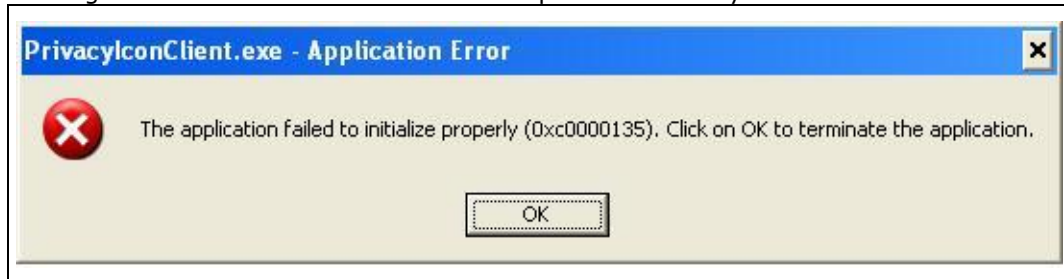 PrivacyIconClient.exe - Application Error
The application failed to initialize properly (0xc0000135). Click on OK to terminate the application.
OK